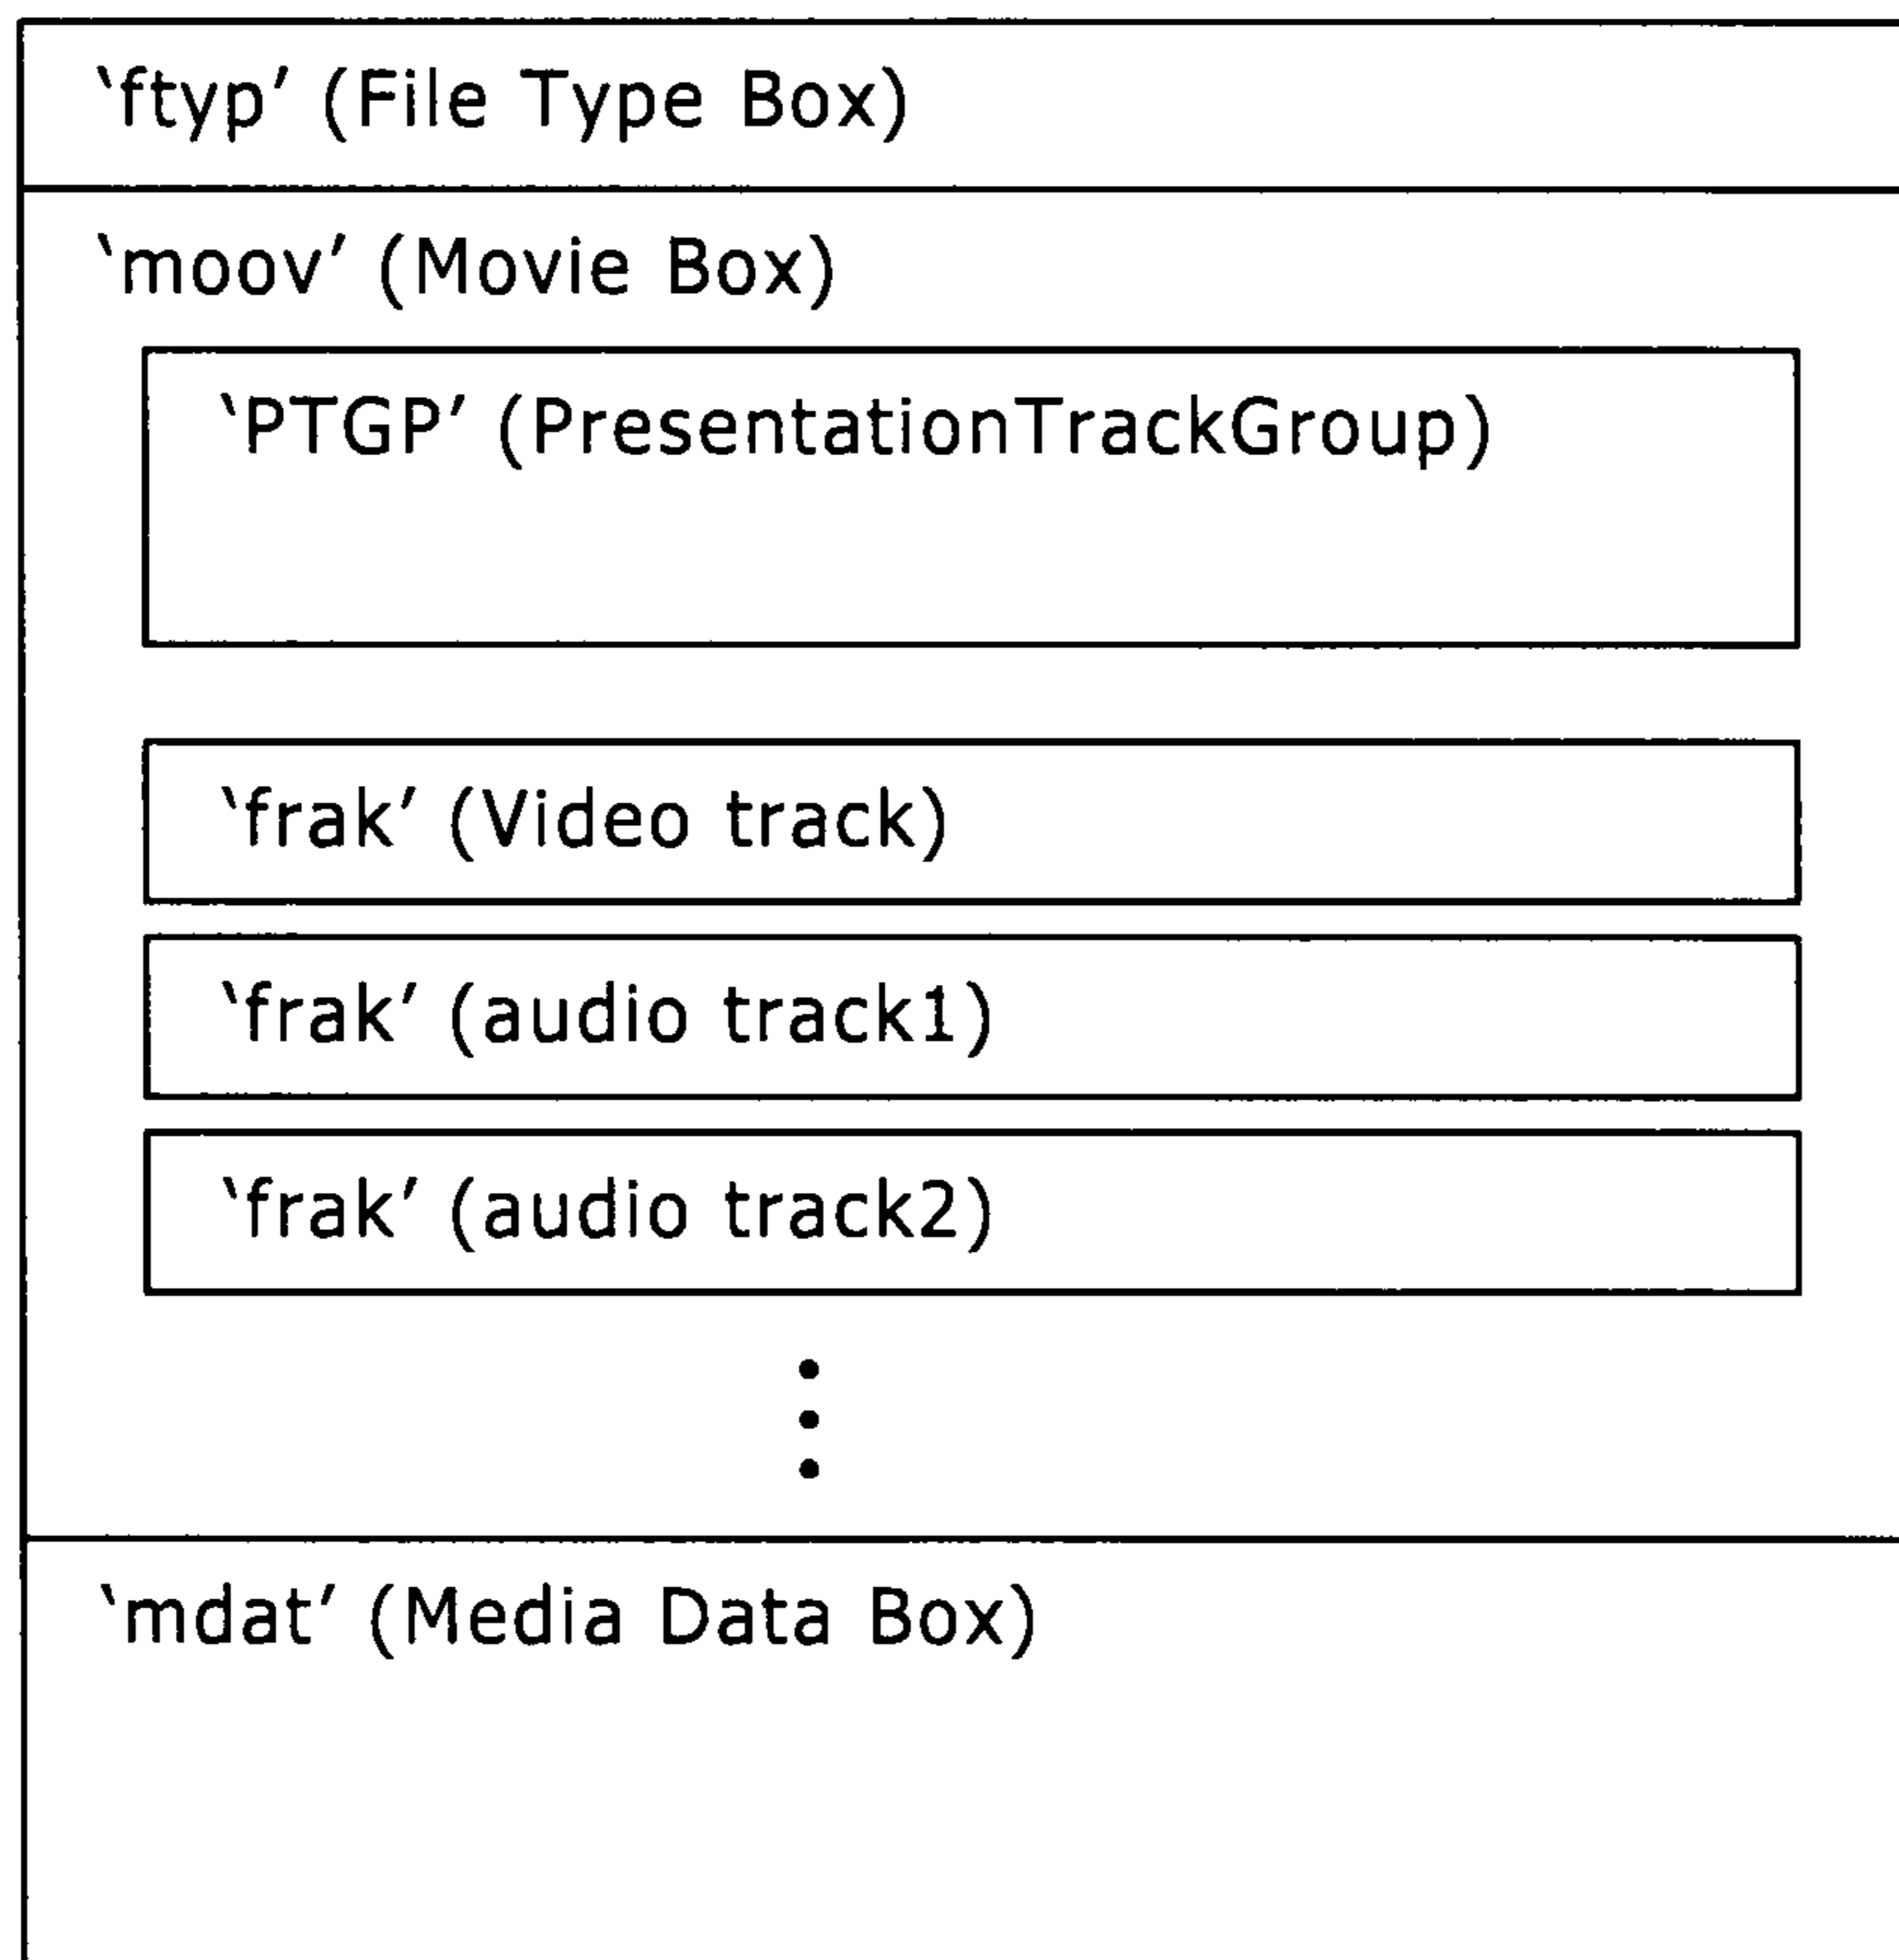 ‘ftyp’ (File Type Box)
‘moov’ (Movie Box)
‘PTGP’ (PresentationTrackGroup)
‘frak’ (Video track)
‘frak’ (audio track1)
‘frak’ (audio track2)
‘mdat’ (Media Data Box)